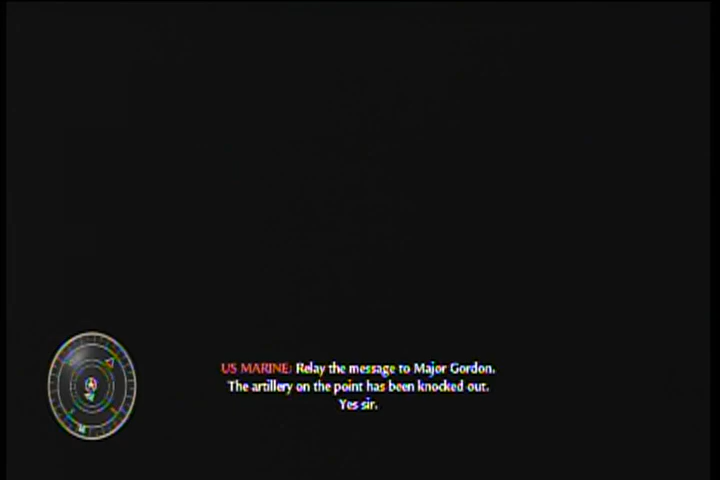 US MARINE: Relay the message to Major Gordon.
The artillery on the point has been knocked out.
Yes sir.